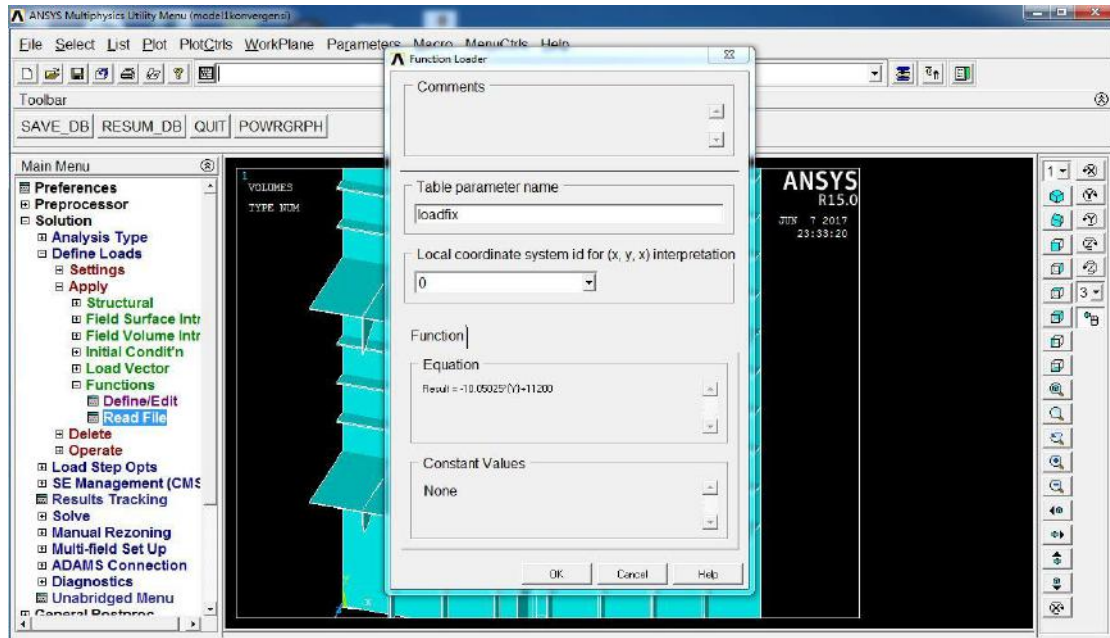 ANSYS Multiphysics Utility Menu (model1konvergensi)
File Select List Plot PlotCtrls WorkPlane Parameters Macro MenuCtrls Help
Toolbar
SAVE_DB RESUM_DB QUIT POWRGRPH
Main Menu
Preferences
Preprocessor
Solution
Analysis Type
Define Loads
Settings
Apply
Structural
Field Surface Intr
Field Volume Intr
Initial Condit'n
Load Vector
Functions
Define/Edit
Read File
Delete
Operate
Load Step Opts
SE Management (CMS
Results Tracking
Solve
Manual Rezoning
Multi-field Set Up
ADAMS Connection
Diagnostics
Unabridged Menu
General Postproc
1
VOLUMES
TYPE NUM
Function Loader
Comments
Table parameter name
loadfix
Local coordinate system id for (x, y, x) interpretation
0
Function
Equation
Result = -10.05025*{Y}+11200
Constant Values
None
OK Cancel Help
ANSYS
R15.0
JUN 7 2017
23:33:20
X
1
3